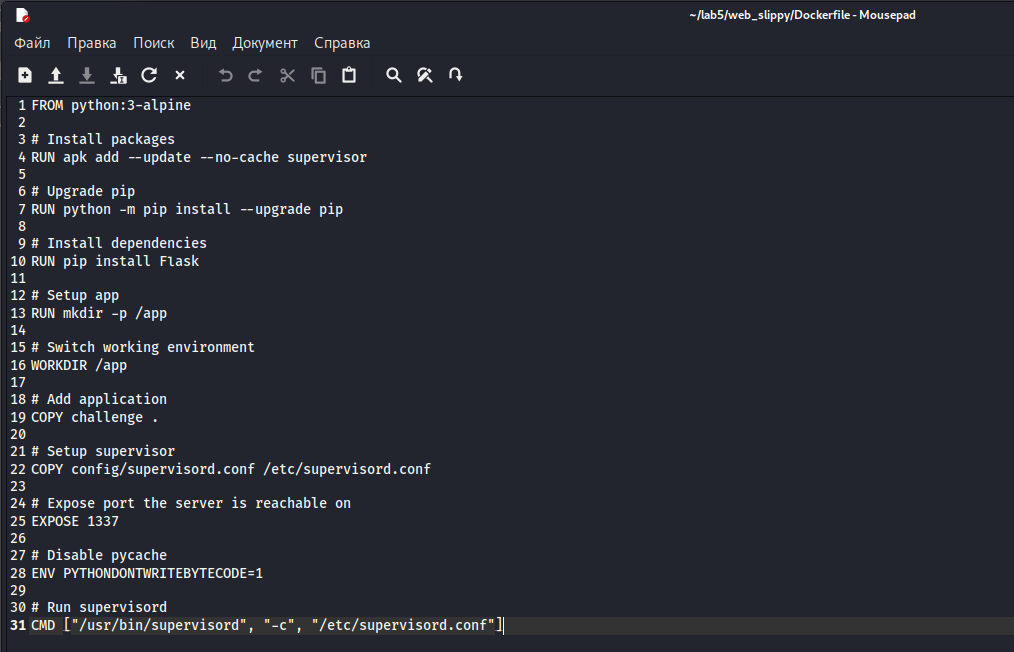 ~/lab5/web_slippy/Dockerfile - Mousepad
Файл Правка Поиск Вид Документ Справка
1 FROM python:3-alpine
2
3 # Install packages
4 RUN apk add --update --no-cache supervisor
5
6 # Upgrade pip
7 RUN python -m pip install --upgrade pip
8
9 # Install dependencies
10 RUN pip install Flask
11
12 # Setup app
13 RUN mkdir -p /app
14
15 # Switch working environment
16 WORKDIR /app
17
18 # Add application
19 COPY challenge .
20
21 # Setup supervisor
22 COPY config/supervisord.conf /etc/supervisord.conf
23
24 # Expose port the server is reachable on
25 EXPOSE 1337
26
27 # Disable pycache
28 ENV PYTHONDONTWRITEBYTECODE=1
29
30 # Run supervisord
31 CMD ["/usr/bin/supervisord", "-c", "/etc/supervisord.conf"]